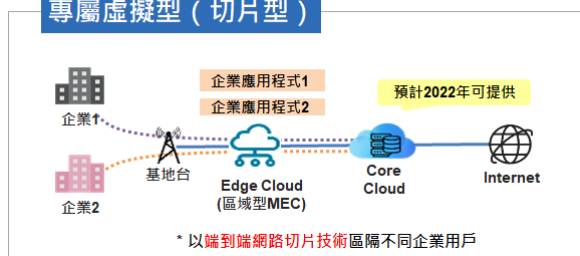 專屬虛擬型（切片型）
企業應用程式1
企業應用程式2
預計2022年可提供
企業1
基地台
企業2
Edge Cloud
(區域型MEC)
Core
Cloud
Internet
* 以端到端網路切片技術區隔不同企業用戶